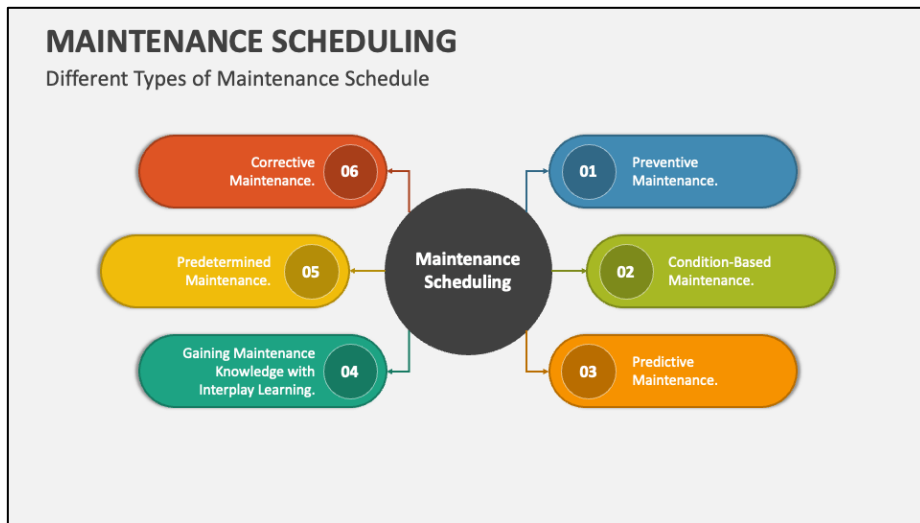 MAINTENANCE SCHEDULING
Different Types of Maintenance Schedule
Corrective
Maintenance.
06
01
Preventive
Maintenance.
Predetermined
Maintenance.
05
Maintenance
Scheduling
02
Condition-Based
Maintenance.
Gaining Maintenance
Knowledge with
Interplay Learning.
04
03
Predictive
Maintenance.